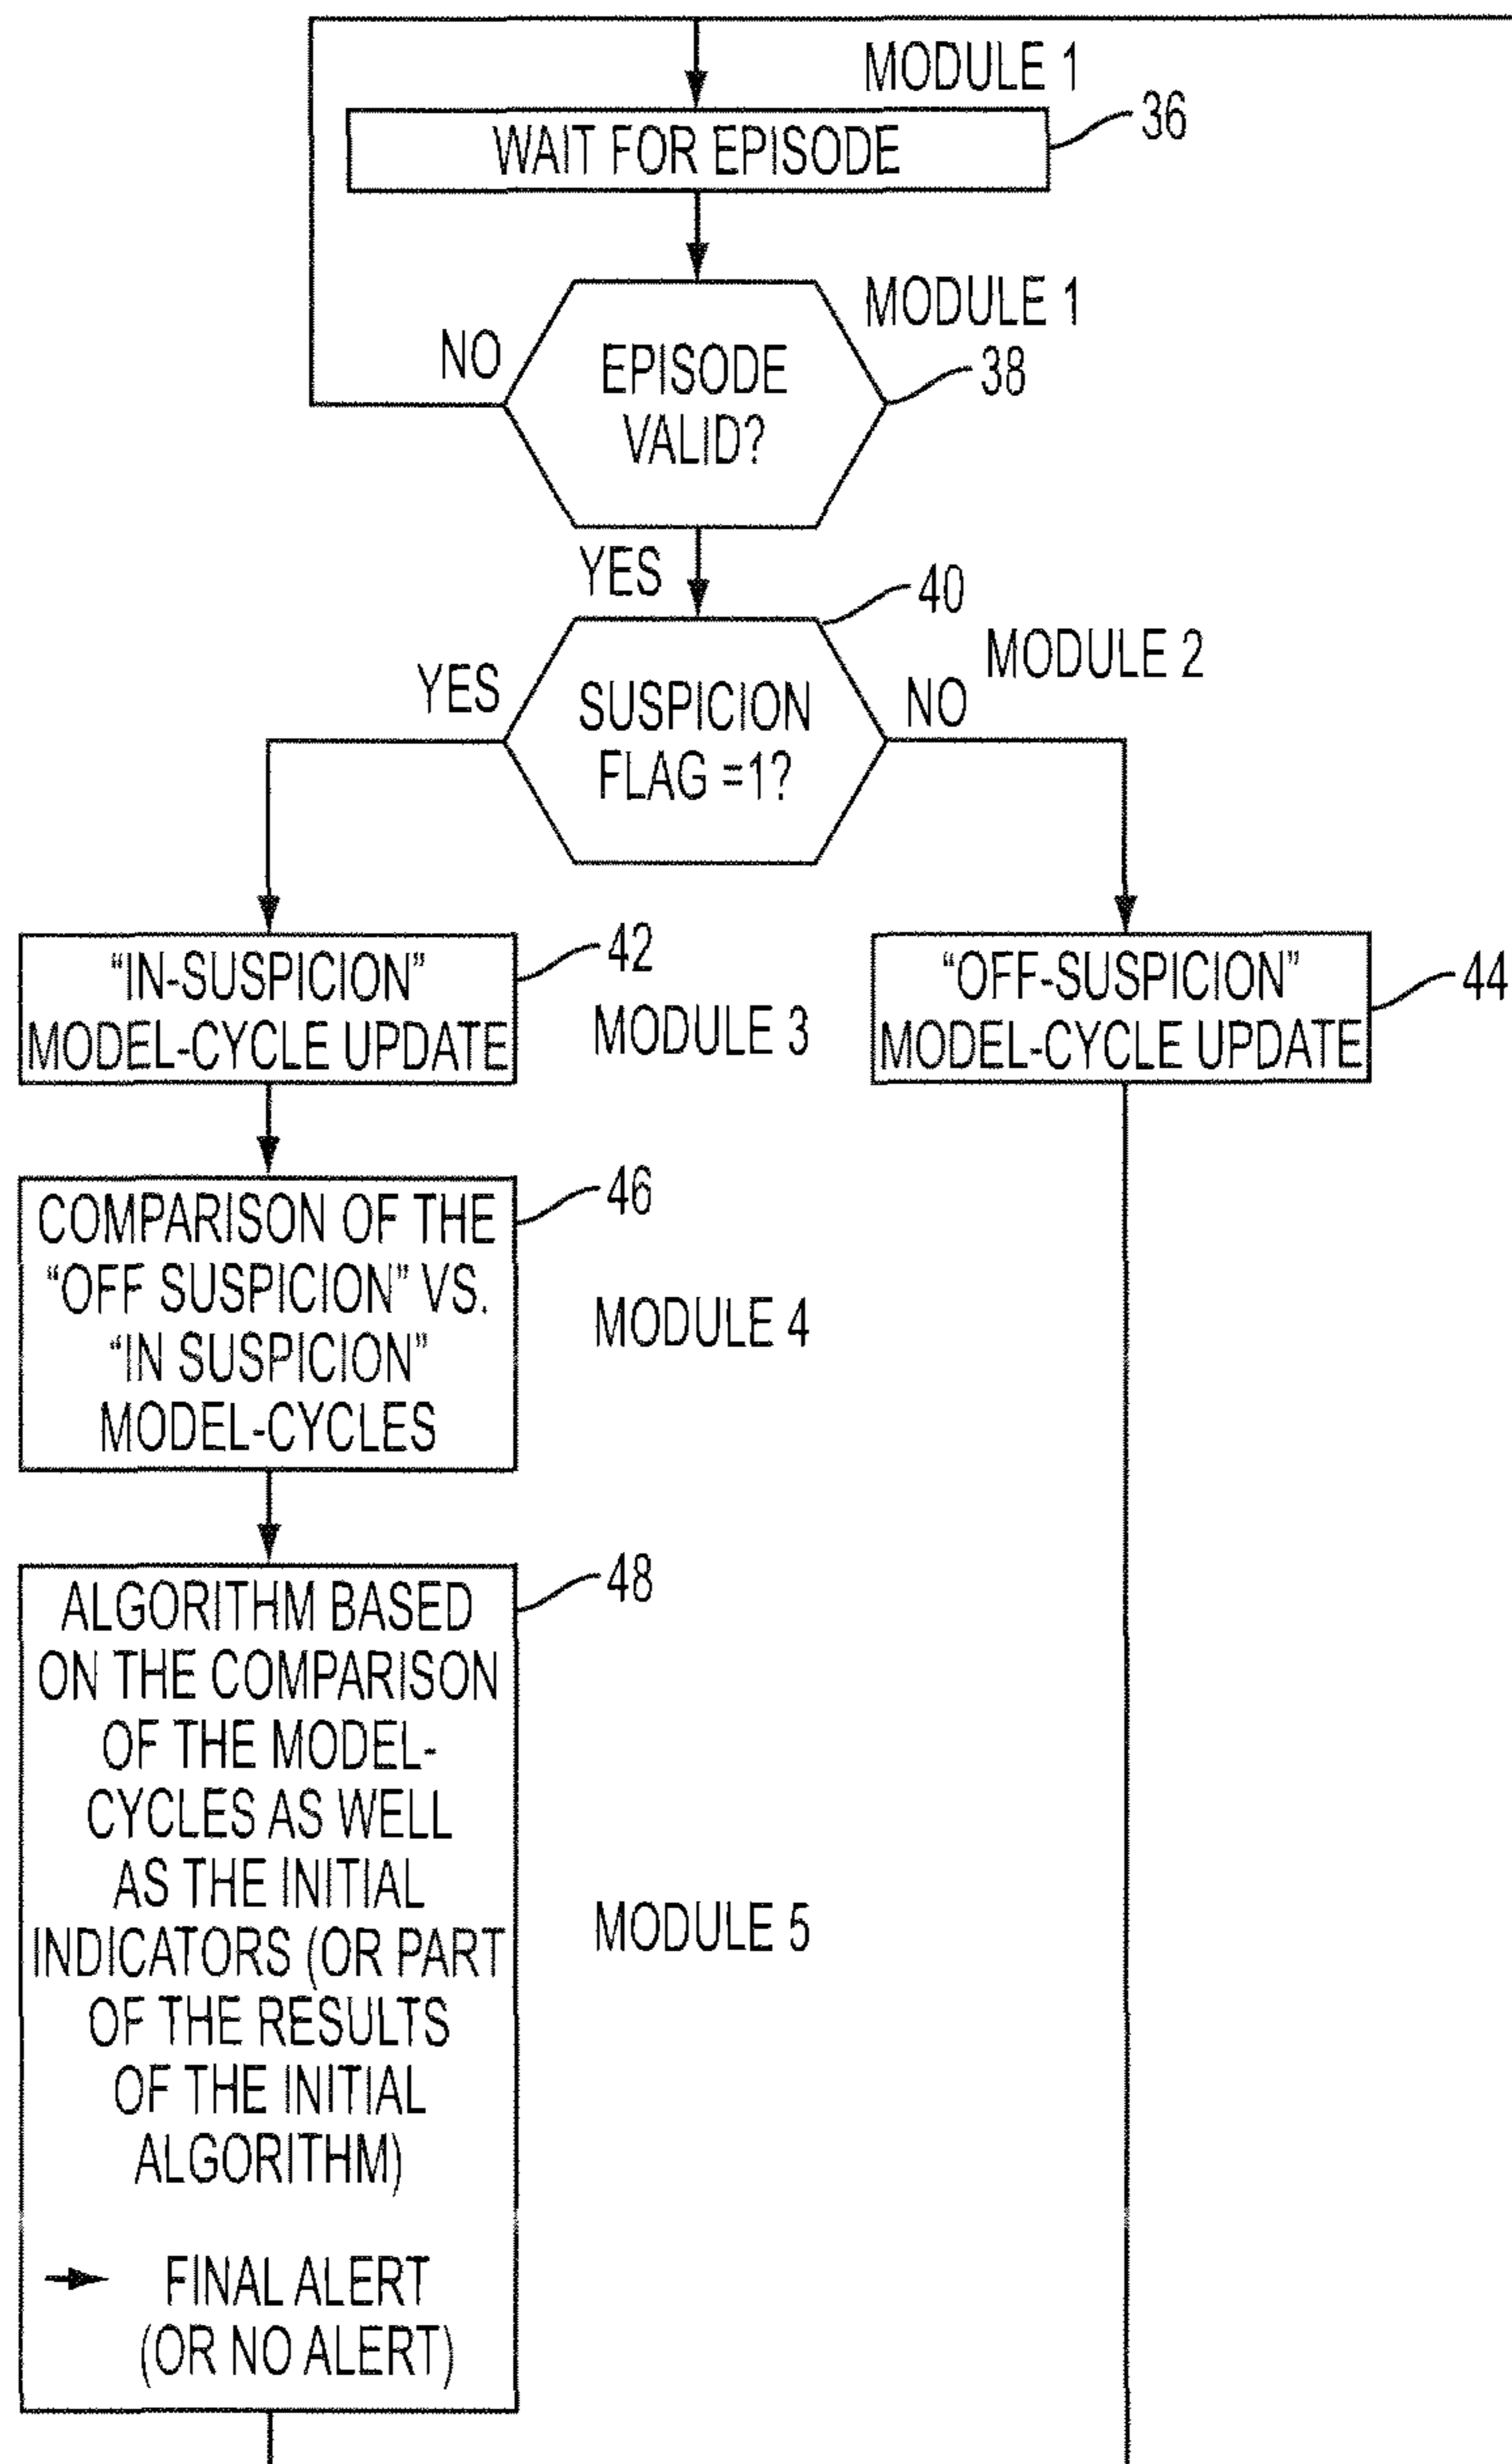 MODULE 1
WAIT FOR EPISODE
36
MODULE 1
NO
EPISODE
VALID?
38
YES
40
MODULE 2
YES
SUSPICION
FLAG =1?
NO
“IN-SUSPICION”
MODEL-CYCLE UPDATE
42
MODULE 3
“OFF-SUSPICION”
MODEL-CYCLE UPDATE
44
COMPARISON OF THE
“OFF SUSPICION” VS.
“IN SUSPICION”
MODEL-CYCLES
46
MODULE 4
ALGORITHM BASED
ON THE COMPARISON
OF THE MODEL-
CYCLES AS WELL
AS THE INITIAL
INDICATORS (OR PART
OF THE RESULTS
OF THE INITIAL
ALGORITHM)
48
MODULE 5
FINAL ALERT
(OR NO ALERT)